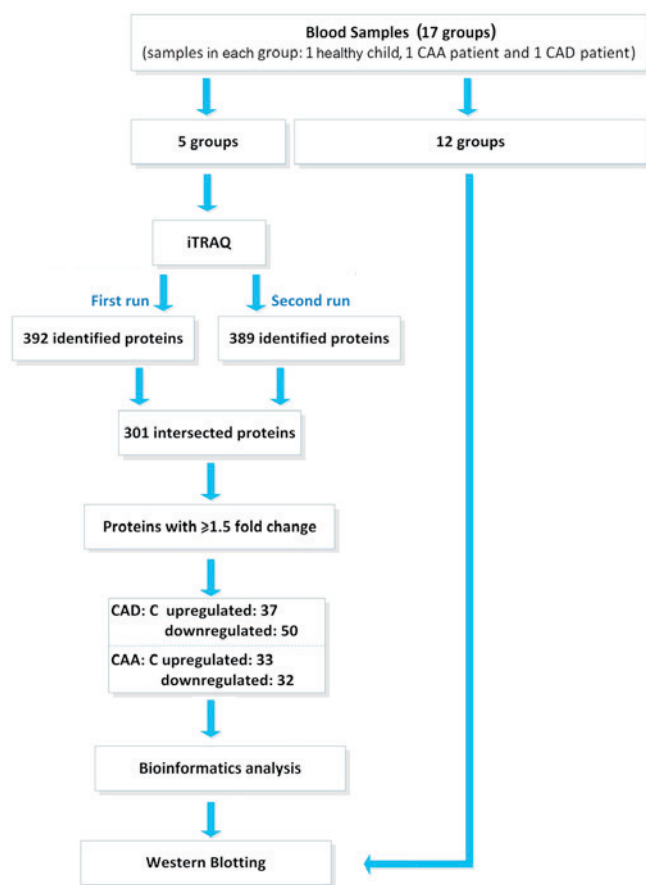 Blood Samples (17 groups)
(samples in each group: 1 healthy child, 1 CAA patient and 1 CAD patient)
5 groups
12 groups
iTRAQ
First run
Second run
392 identified proteins
389 identified proteins
301 intersected proteins
Proteins with ⩾1.5 fold change
CAD: C upregulated: 37
downregulated: 50
CAA: C upregulated: 33
downregulated: 32
Bioinformatics analysis
Western Blotting